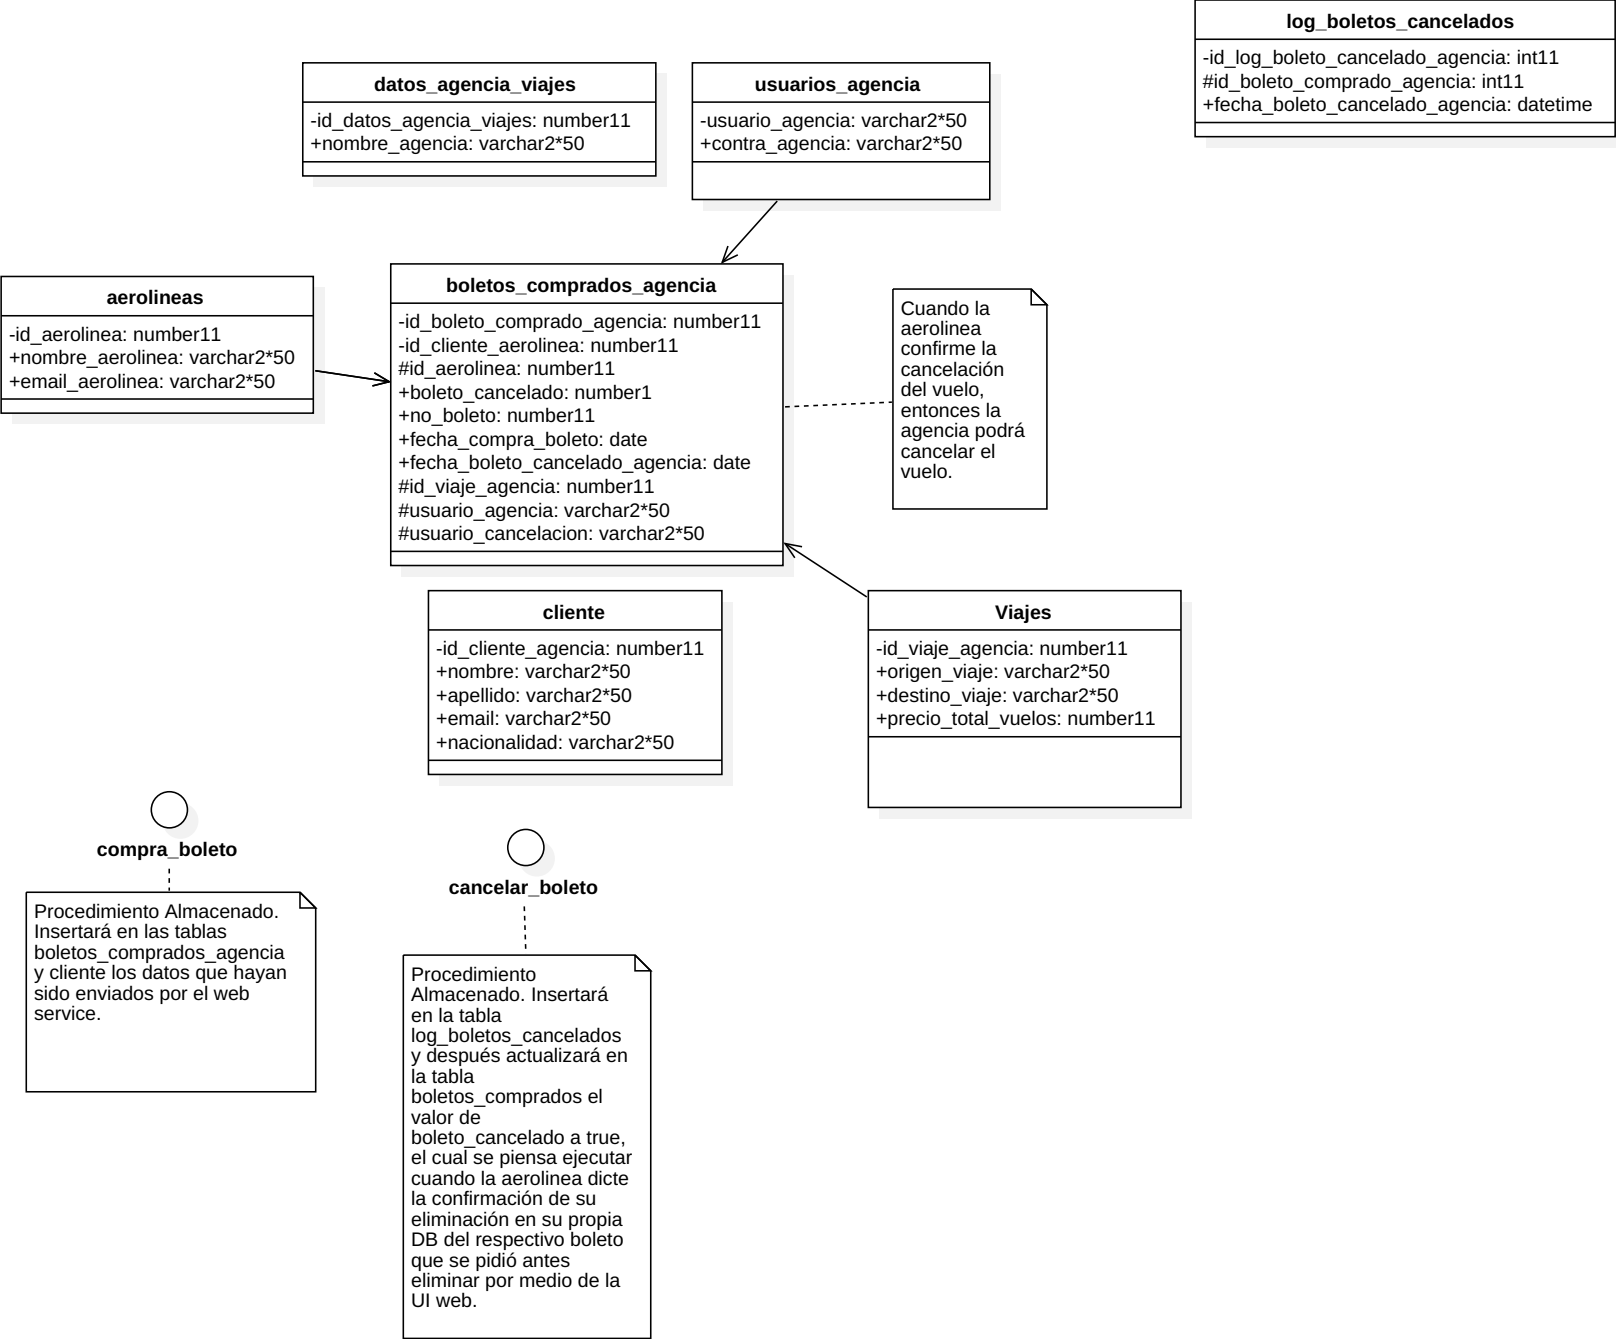 log_boletos_cancelados
-id_log_boleto_cancelado_agencia: int11
#id_boleto_comprado_agencia: int11
+fecha_boleto_cancelado_agencia: datetime
datos_agencia_viajes
-id_datos_agencia_viajes: number11
+nombre_agencia: varchar2*50
usuarios_agencia
-usuario_agencia: varchar2*50
+contra_agencia: varchar2*50
aerolineas
-id_aerolinea: number11
+nombre_aerolinea: varchar2*50
+email_aerolinea: varchar2*50
boletos_comprados_agencia
-id_boleto_comprado_agencia: number11
-id_cliente_aerolinea: number11
#id_aerolinea: number11
+boleto_cancelado: number1
+no_boleto: number11
+fecha_compra_boleto: date
+fecha_boleto_cancelado_agencia: date
#id_viaje_agencia: number11
#usuario_agencia: varchar2*50
#usuario_cancelacion: varchar2*50
Cuando la
aerolinea
confirme la
cancelación
del vuelo,
entonces la
agencia podrá
cancelar el
vuelo.
cliente
-id_cliente_agencia: number11
+nombre: varchar2*50
+apellido: varchar2*50
+email: varchar2*50
+nacionalidad: varchar2*50
Viajes
-id_viaje_agencia: number11
+origen_viaje: varchar2*50
+destino_viaje: varchar2*50
+precio_total_vuelos: number11
compra_boleto
Procedimiento Almacenado.
Insertará en las tablas
boletos_comprados_agencia
y cliente los datos que hayan
sido enviados por el web
service.
cancelar_boleto
Procedimiento
Almacenado. Insertará
en la tabla
log_boletos_cancelados
y después actualizará en
la tabla
boletos_comprados el
valor de
boleto_cancelado a true,
el cual se piensa ejecutar
cuando la aerolinea dicte
la confirmación de su
eliminación en su propia
DB del respectivo boleto
que se pidió antes
eliminar por medio de la
UI web.